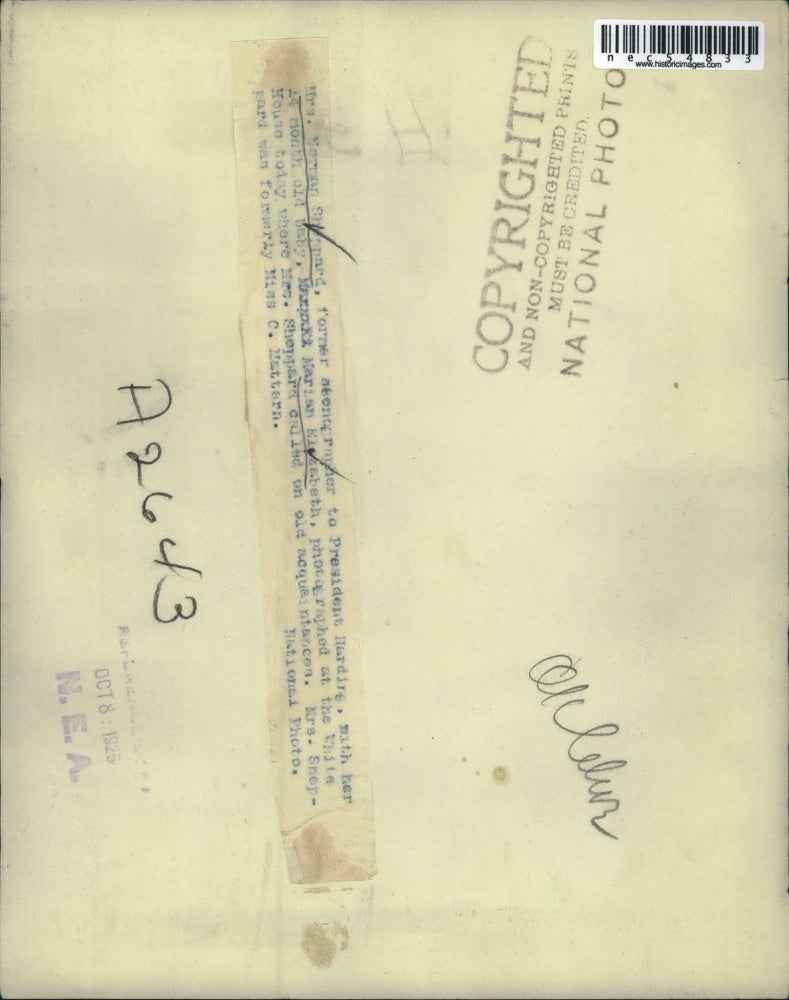 nec54833
www.historicimages.com
COPYRIGHTED
AND NON-COPYRIGHTED PRINTS
MUST BE CREDITED.
NATIONAL PHOTO
Mrs. Norman Sheppard, former stenographer to President Harding, with her
month old baby, Marian Elizabeth, photographed at the White
House today where Mrs. Sheppard called on old acquaintances. Mrs. Shep-
pard was formerly Miss C. Mattern. National Photo.
A2643
OCT 8 : 1925
N.E.A.